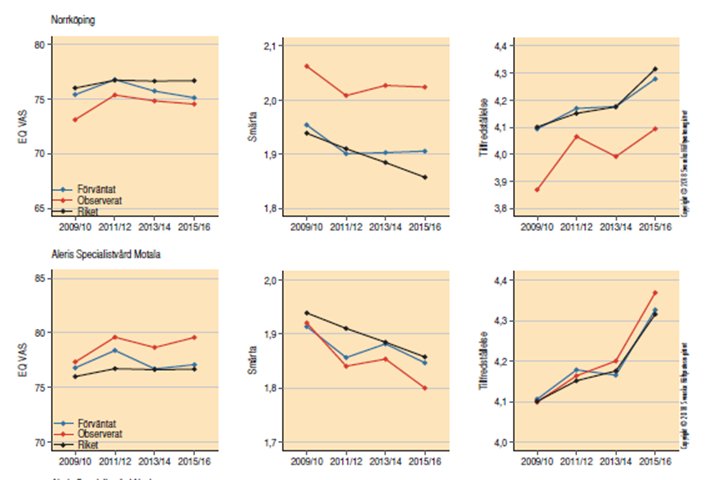 Norrköping
EQ VAS
80
75
70
65
Förväntat
Observerat
Riket
2009/10 2011/12 2013/14 2015/16
Smärta
2,1
2,0
1,9
1,8
2009/10 2011/12 2013/14 2015/16
Tillfredställelse
4,4
4,3
4,2
4,1
4,0
3,9
3,8
2009/10 2011/12 2013/14 2015/16
Aleris Specialistvård Motala
EQ VAS
85
80
75
70
Förväntat
Observerat
Riket
2009/10 2011/12 2013/14 2015/16
Smärta
2,0
1,9
1,8
1,7
2009/10 2011/12 2013/14 2015/16
Tillfredställelse
4,4
4,3
4,2
4,1
4,0
2009/10 2011/12 2013/14 2015/16